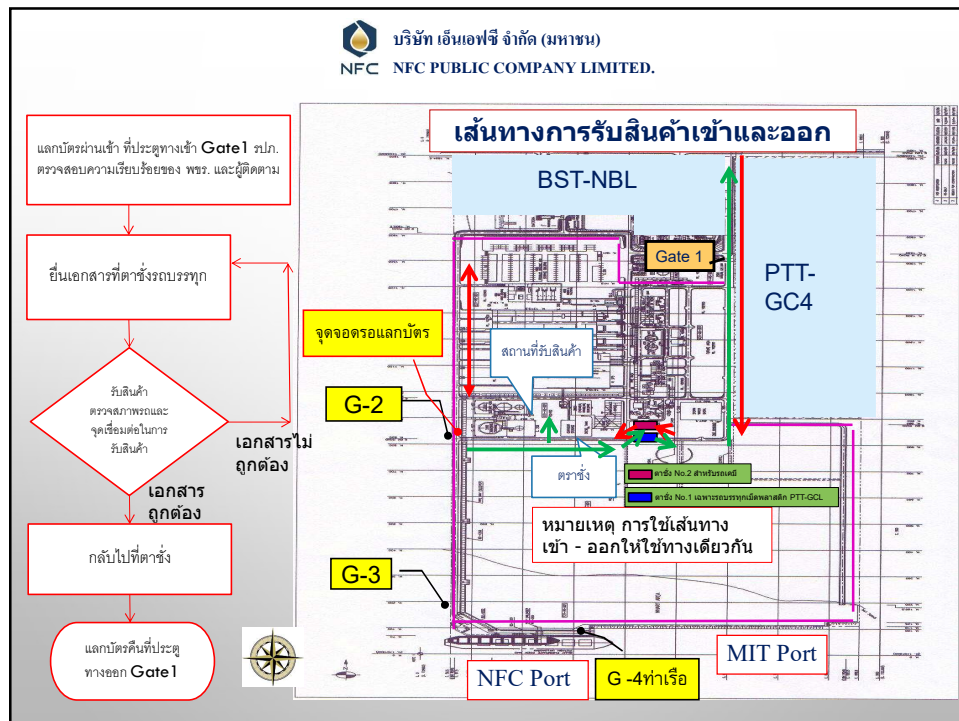 บริษัท เอ็นเอฟซี จำกัด (มหาชน)
NFC
NFC PUBLIC COMPANY LIMITED.
เส้นทางการรับสินค้าเข้าและออก
แลกบัตรผ่านเข้า ที่ประตูทางเข้า Gate1 รปภ.
ตรวจสอบความเรียบร้อยของ พขร. และผู้ติดตาม
ยื่นเอกสารที่ตาชั่งรถบรรทุก
รับสินค้า
ตรวจสภาพรถและ
จุดเชื่อมต่อในการ
รับสินค้า
เอกสารไม่
ถูกต้อง
เอกสาร
ถูกต้อง
กลับไปที่ตาชั่ง
แลกบัตรคืนที่ประตู
ทางออก Gate1
BST-NBL
Gate 1
PTT-
GC4
จุดจอดรอแลกบัตร
สถานที่รับสินค้า
G-2
ตราชั่ง
ตาชั่ง No.2 สำหรับรถเคมี
ตาชั่ง No.1 เฉพาะรถบรรทุกเม็ดพลาสติก PTT-GCL
หมายเหตุ การใช้เส้นทาง
เข้า - ออกให้ใช้ทางเดียวกัน
G-3
NFC Port
G -4ท่าเรือ
MIT Port